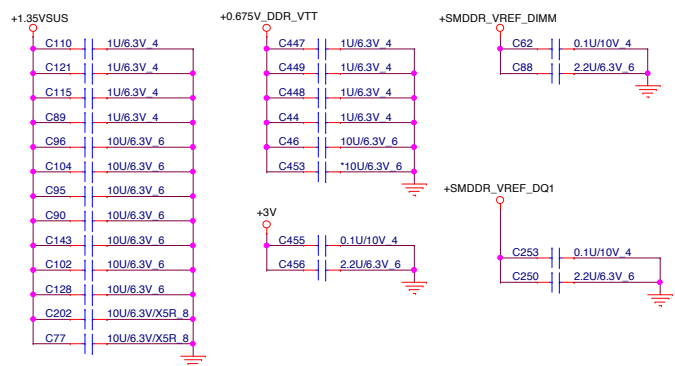 +1.35VSUS
C110 1U/6.3V_4
C121 1U/6.3V_4
C115 1U/6.3V_4
C89 1U/6.3V_4
C96 10U/6.3V_6
C104 10U/6.3V_6
C95 10U/6.3V_6
C90 10U/6.3V_6
C143 10U/6.3V_6
C102 10U/6.3V_6
C128 10U/6.3V_6
C202 10U/6.3V/X5R_8
C77 10U/6.3V/X5R_8
+0.675V_DDR_VTT
C447 1U/6.3V_4
C449 1U/6.3V_4
C448 1U/6.3V_4
C44 1U/6.3V_4
C46 10U/6.3V_6
C453 *10U/6.3V_6
+3V
C455 0.1U/10V_4
C456 2.2U/6.3V_6
+SMDDR_VREF_DIMM
C62 0.1U/10V_4
C88 2.2U/6.3V_6
+SMDDR_VREF_DQ1
C253 0.1U/10V_4
C250 2.2U/6.3V_6